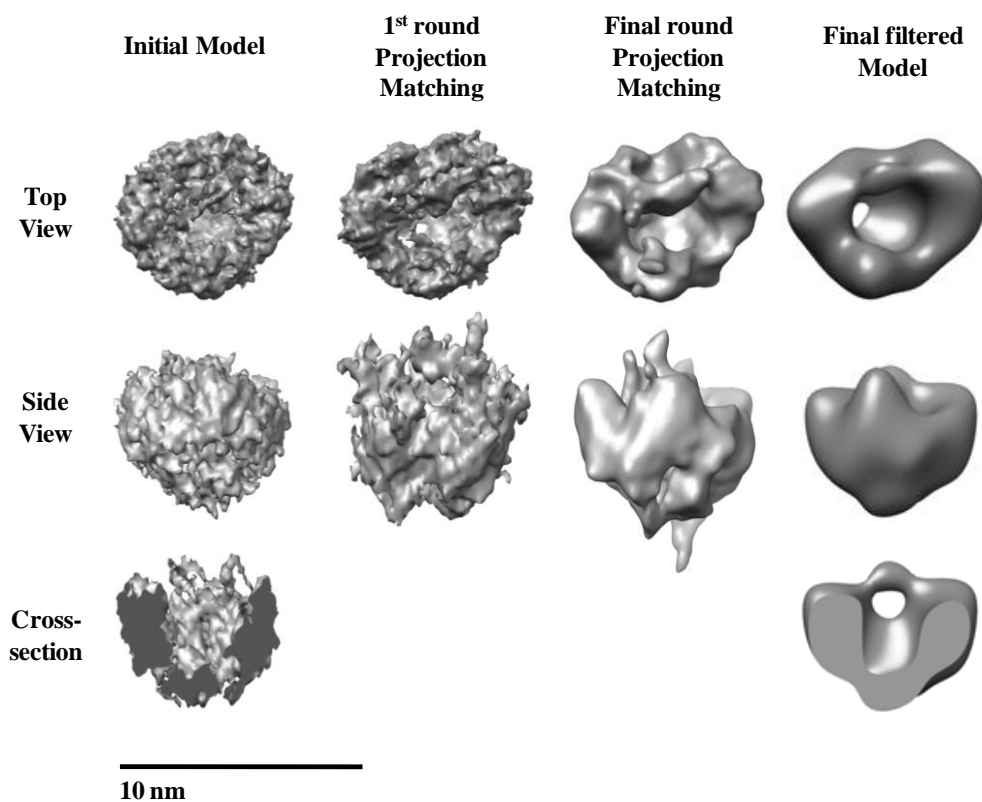 Initial Model
1st round
Projection
Matching
Final round
Projection
Matching
Final filtered
Model
Top
View
Side
View
Cross-
section
10 nm